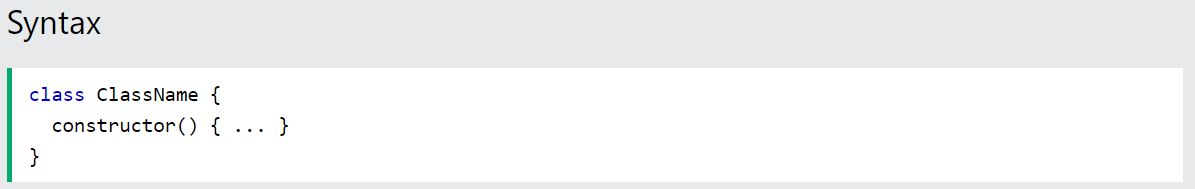 Syntax
class ClassName {
  constructor() { ... }
}